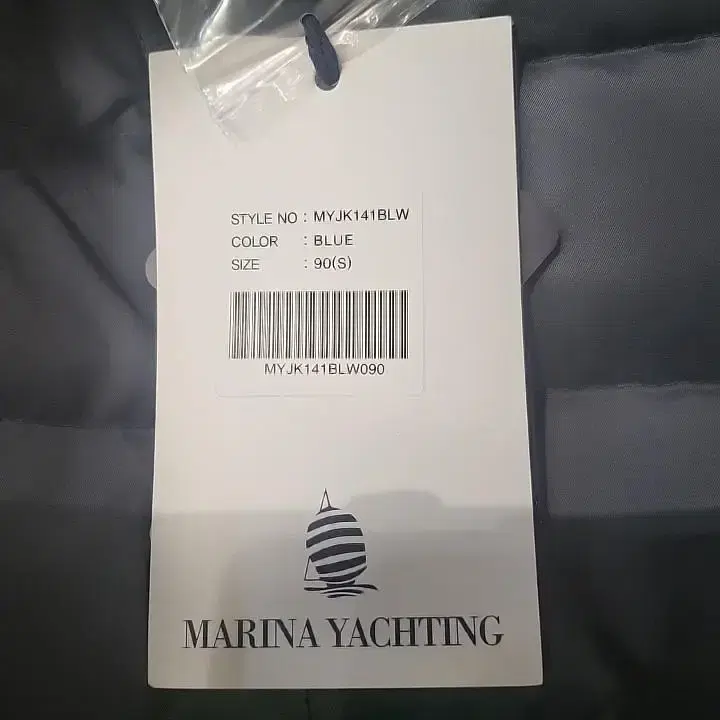 STYLE NO : MYJK141BLW
COLOR : BLUE
SIZE : 90(S)
MYJK141BLW090
MARINA YACHTING